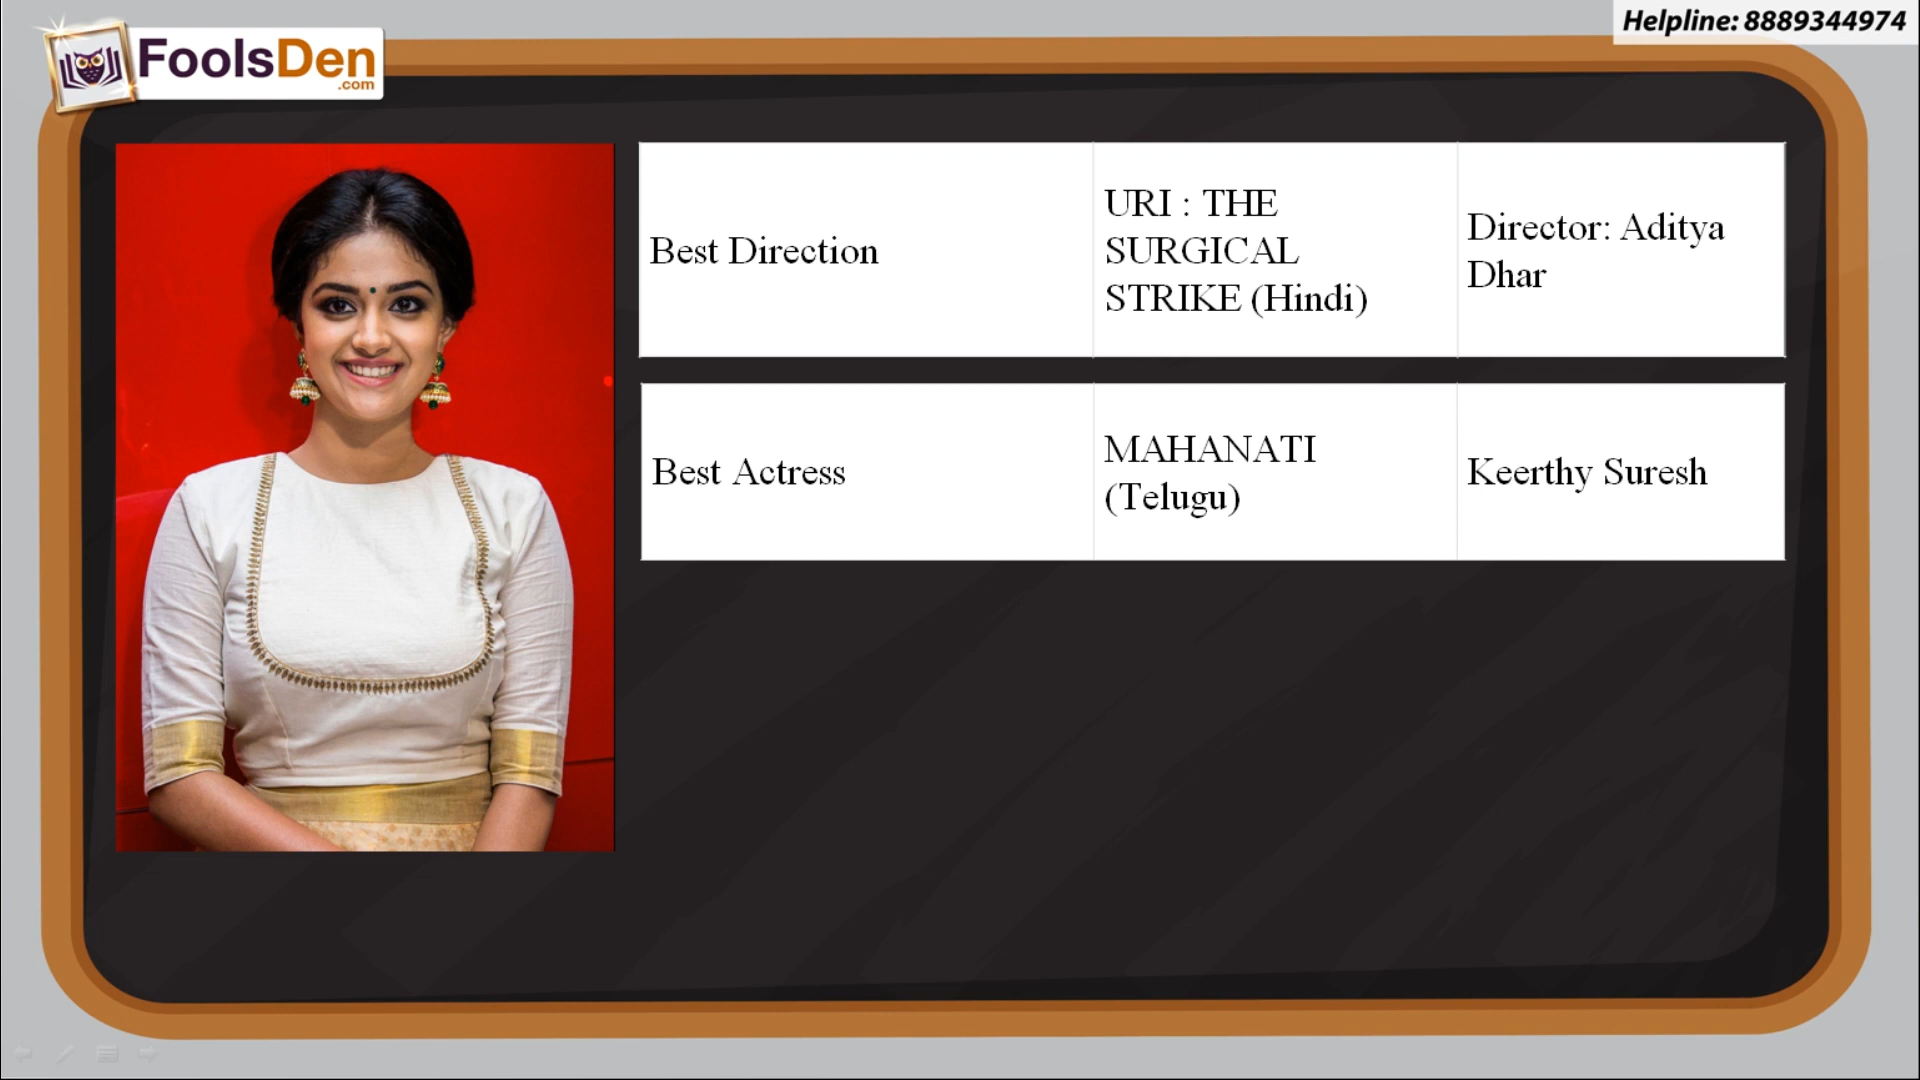 FoolsDen
.com
Helpline: 8889344974
Best Direction
URI : THE
SURGICAL
STRIKE (Hindi)
Director: Aditya
Dhar
Best Actress
MAHANATI
(Telugu)
Keerthy Suresh